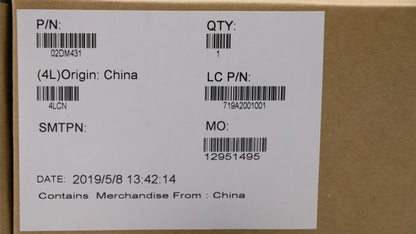 P/N: QTY:
02DM431 1
(4L)Origin: China LC P/N:
4LCN 719A2001001
SMTPN: MO:
12951495
DATE: 2019/5/8 13:42:14
Contains Merchandise From : China